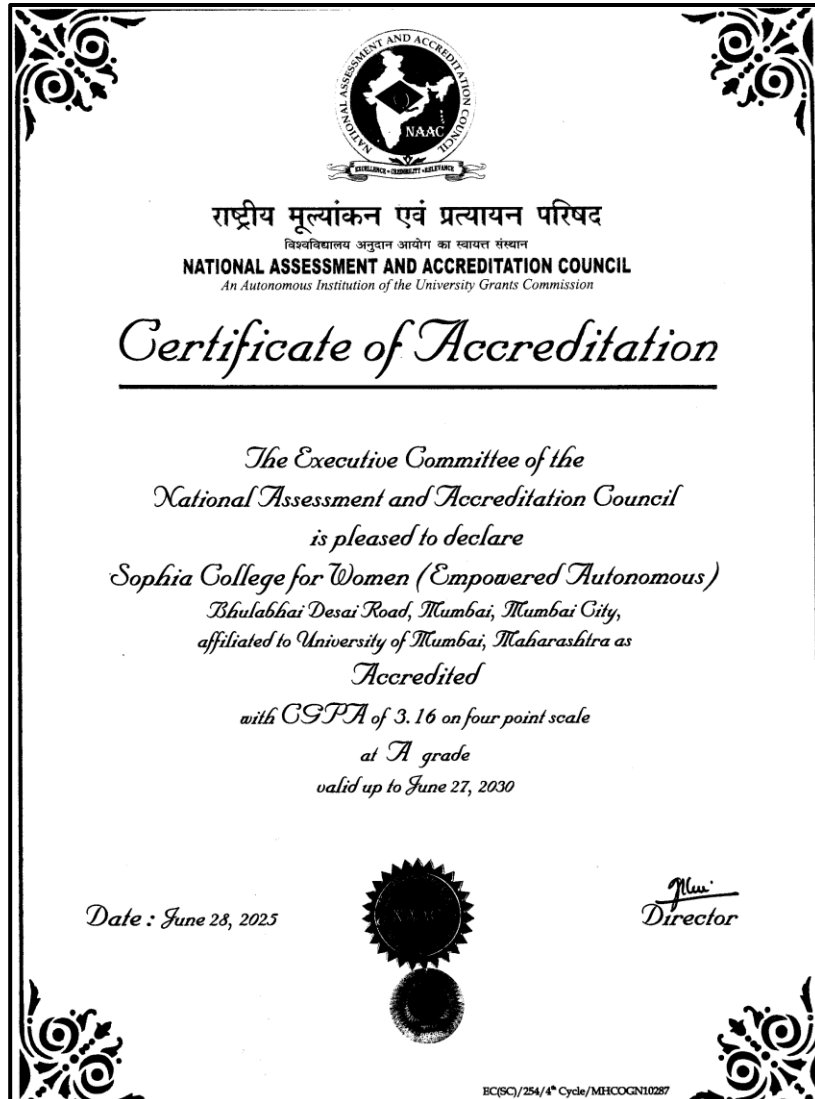 NATIONAL ASSESSMENT AND ACCREDITATION COUNCIL
NAAC
EXCELLENCE • CREDIBILITY • RELEVANCE
राष्ट्रीय मूल्यांकन एवं प्रत्यायन परिषद
विश्वविद्यालय अनुदान आयोग का स्वायत्त संस्थान
NATIONAL ASSESSMENT AND ACCREDITATION COUNCIL
An Autonomous Institution of the University Grants Commission
Certificate of Accreditation
The Executive Committee of the
National Assessment and Accreditation Council
is pleased to declare
Sophia College for Women (Empowered Autonomous)
Bhulabhai Desai Road, Mumbai, Mumbai City,
affiliated to University of Mumbai, Maharashtra as
Accredited
with CGPA of 3.16 on four point scale
at A grade
valid up to June 27, 2030
NAAC
Date : June 28, 2025
Director
EC(SC)/254/4th Cycle/MHCOGN10287